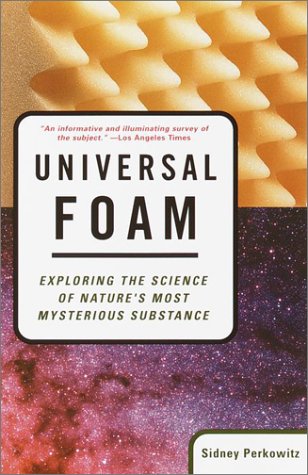 "An informative and illuminating survey of
the subject." —Los Angeles Times
UNIVERSAL
FOAM
EXPLORING THE SCIENCE
OF NATURE'S MOST
MYSTERIOUS SUBSTANCE
Sidney Perkowitz